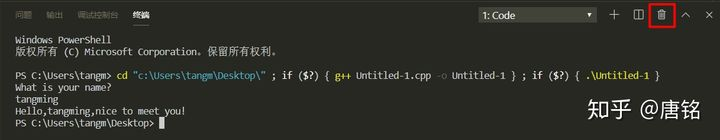 问题 输出 调试控制台 终端 1: Code
Windows PowerShell
版权所有 (C) Microsoft Corporation。保留所有权利。
PS C:\Users\tangm> cd "c:\Users\tangm\Desktop\" ; if ($?) { g++ Untitled-1.cpp -o Untitled-1 } ; if ($?) { .\Untitled-1 }
What is your name?
tangming
Hello,tangming,nice to meet you!
PS C:\Users\tangm\Desktop>
知乎 @唐铭